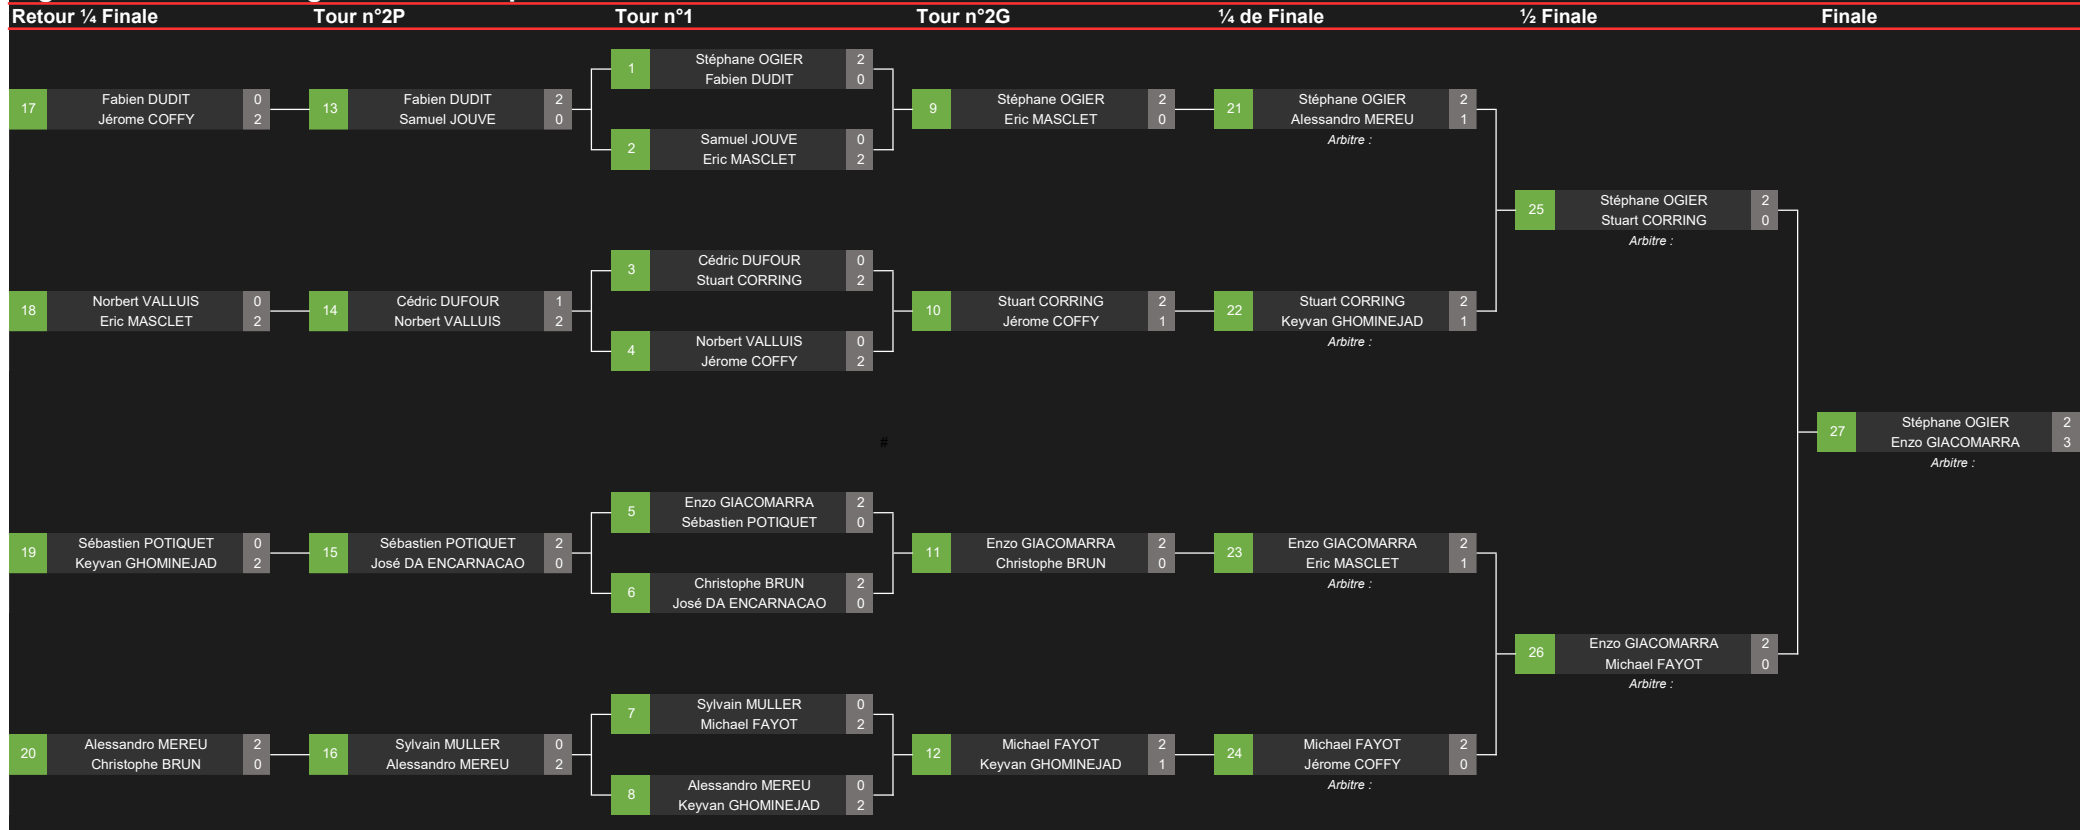 Retour ¼ Finale
Tour n°2P
Tour n°1
Tour n°2G
¼ de Finale
½ Finale
Finale
17
Fabien DUDIT 0
Jérome COFFY 2
18
Norbert VALLUIS 0
Eric MASCLET 2
19
Sébastien POTIQUET 0
Keyvan GHOMINEJAD 2
20
Alessandro MEREU 2
Christophe BRUN 0
13
Fabien DUDIT 2
Samuel JOUVE 0
14
Cédric DUFOUR 1
Norbert VALLUIS 2
15
Sébastien POTIQUET 2
José DA ENCARNACAO 0
16
Sylvain MULLER 0
Alessandro MEREU 2
1
Stéphane OGIER 2
Fabien DUDIT 0
2
Samuel JOUVE 0
Eric MASCLET 2
3
Cédric DUFOUR 0
Stuart CORRING 2
4
Norbert VALLUIS 0
Jérome COFFY 2
#
5
Enzo GIACOMARRA 2
Sébastien POTIQUET 0
6
Christophe BRUN 2
José DA ENCARNACAO 0
7
Sylvain MULLER 0
Michael FAYOT 2
8
Alessandro MEREU 0
Keyvan GHOMINEJAD 2
9
Stéphane OGIER 2
Eric MASCLET 0
10
Stuart CORRING 2
Jérome COFFY 1
11
Enzo GIACOMARRA 2
Christophe BRUN 0
12
Michael FAYOT 2
Keyvan GHOMINEJAD 1
21
Stéphane OGIER 2
Alessandro MEREU 1
Arbitre :
22
Stuart CORRING 2
Keyvan GHOMINEJAD 1
Arbitre :
23
Enzo GIACOMARRA 2
Eric MASCLET 1
Arbitre :
24
Michael FAYOT 2
Jérome COFFY 0
Arbitre :
25
Stéphane OGIER 2
Stuart CORRING 0
Arbitre :
26
Enzo GIACOMARRA 2
Michael FAYOT 0
Arbitre :
27
Stéphane OGIER 2
Enzo GIACOMARRA 3
Arbitre :